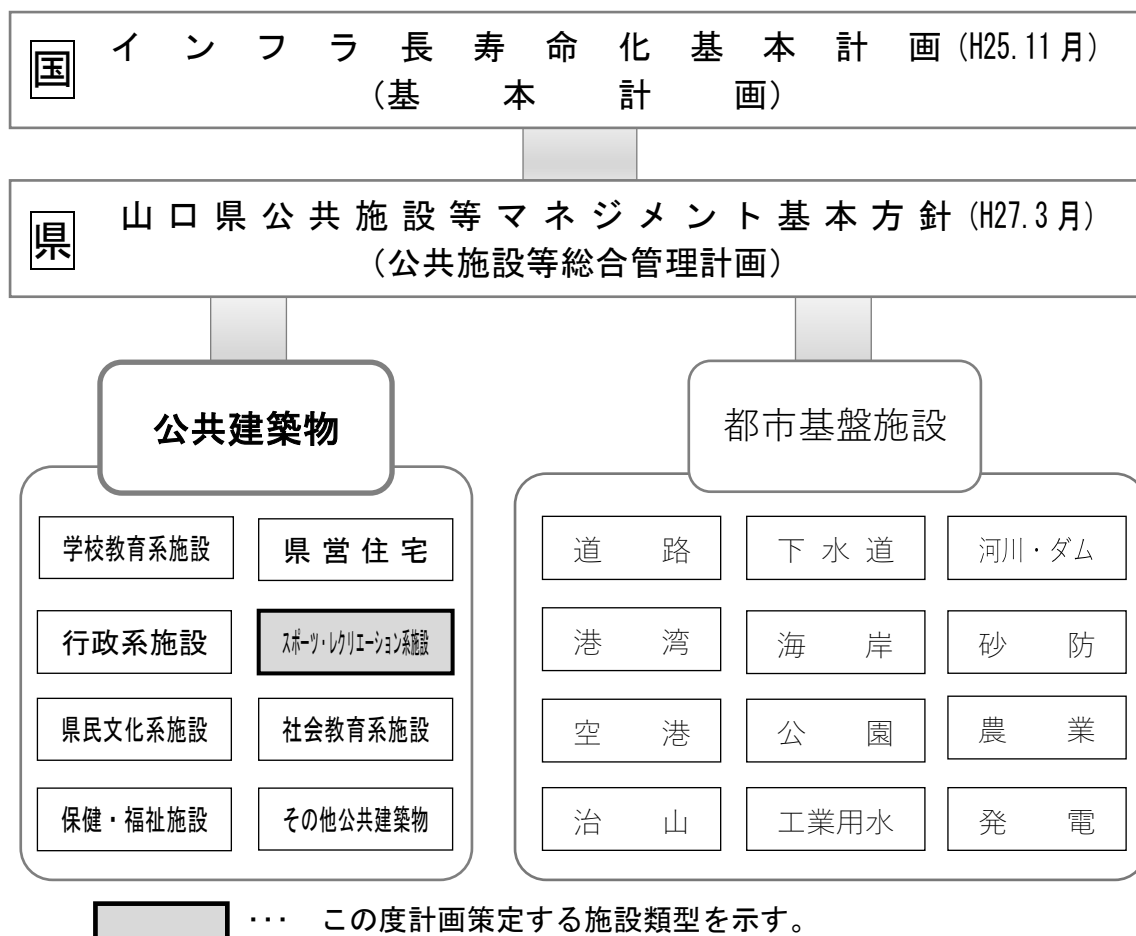 国
インフラ長寿命化基本計画(H25.11月)
(基本計画)
県
山口県公共施設等マネジメント基本方針(H27.3月)
(公共施設等総合管理計画)
公共建築物
学校教育系施設
県営住宅
行政系施設
スポーツ・レクリエーション系施設
県民文化系施設
社会教育系施設
保健・福祉施設
その他公共建築物
都市基盤施設
道路
下水道
河川・ダム
港湾
海岸
砂防
空港
公園
農業
治山
工業用水
発電
… この度計画策定する施設類型を示す。